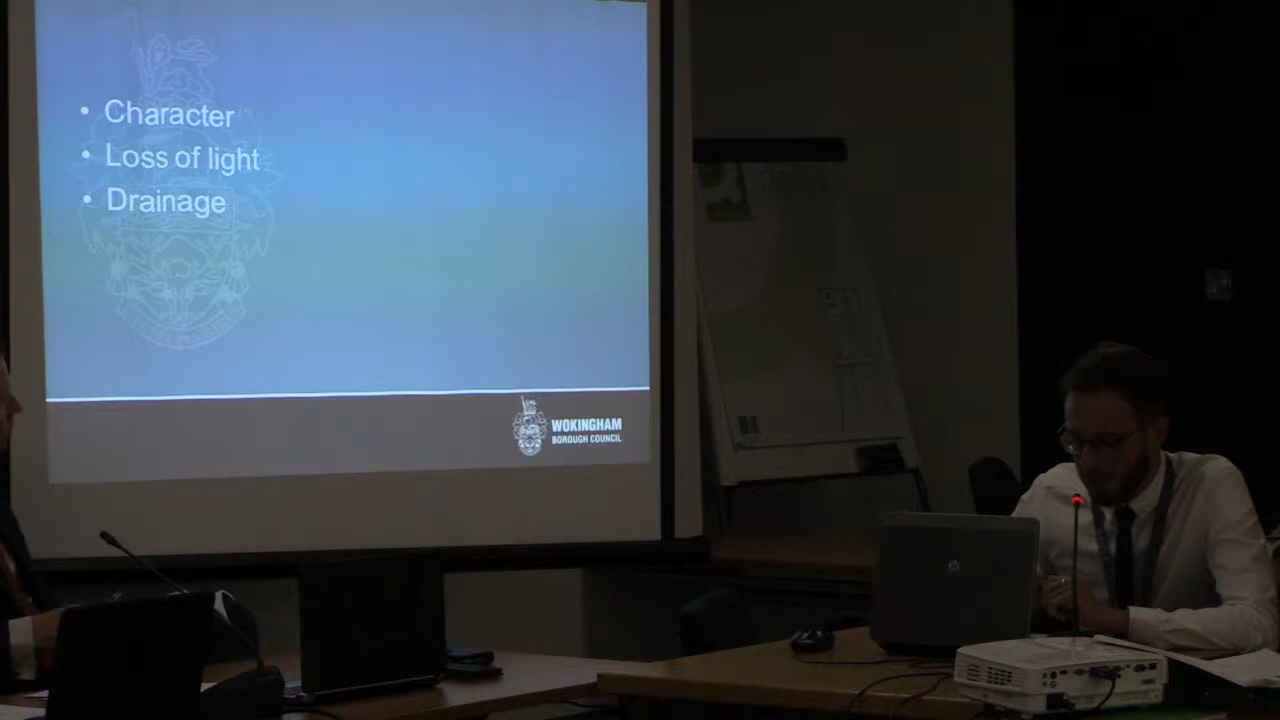 • Character
• Loss of light
• Drainage
WOKINGHAM
BOROUGH COUNCIL